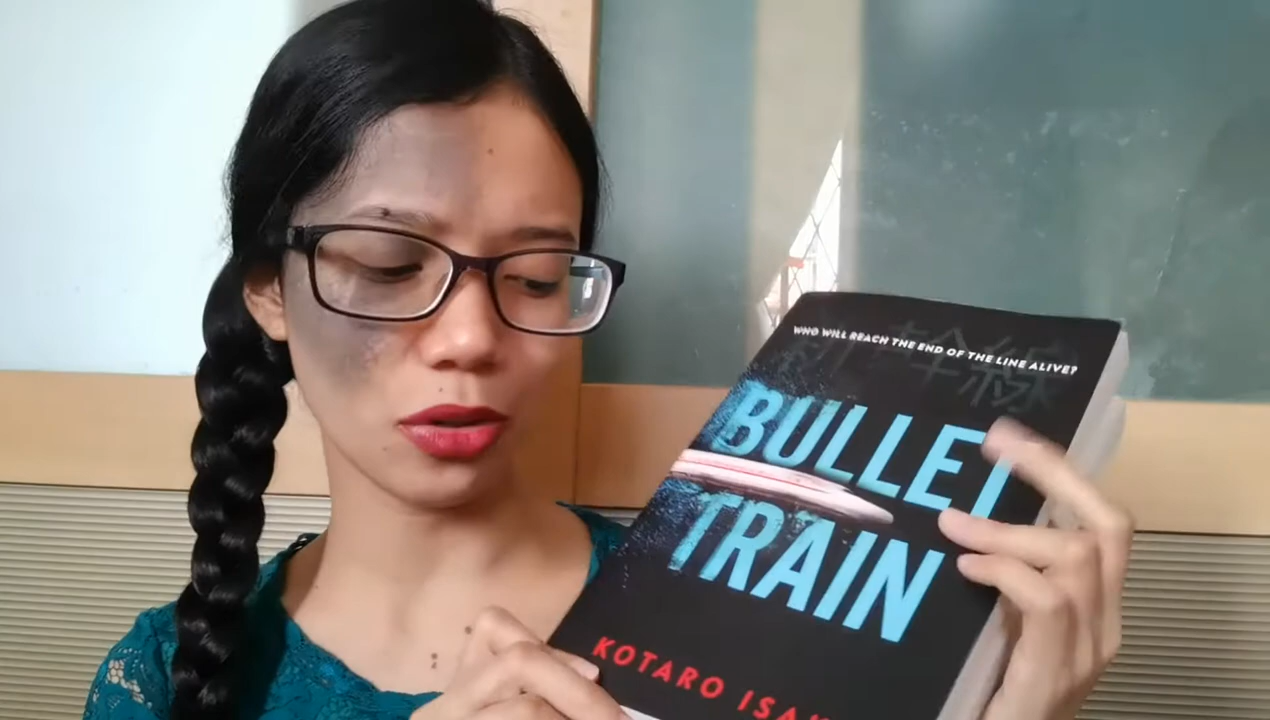 WHO WILL REACH THE END OF THE LINE ALIVE?
BULLET
TRAIN
KOTARO